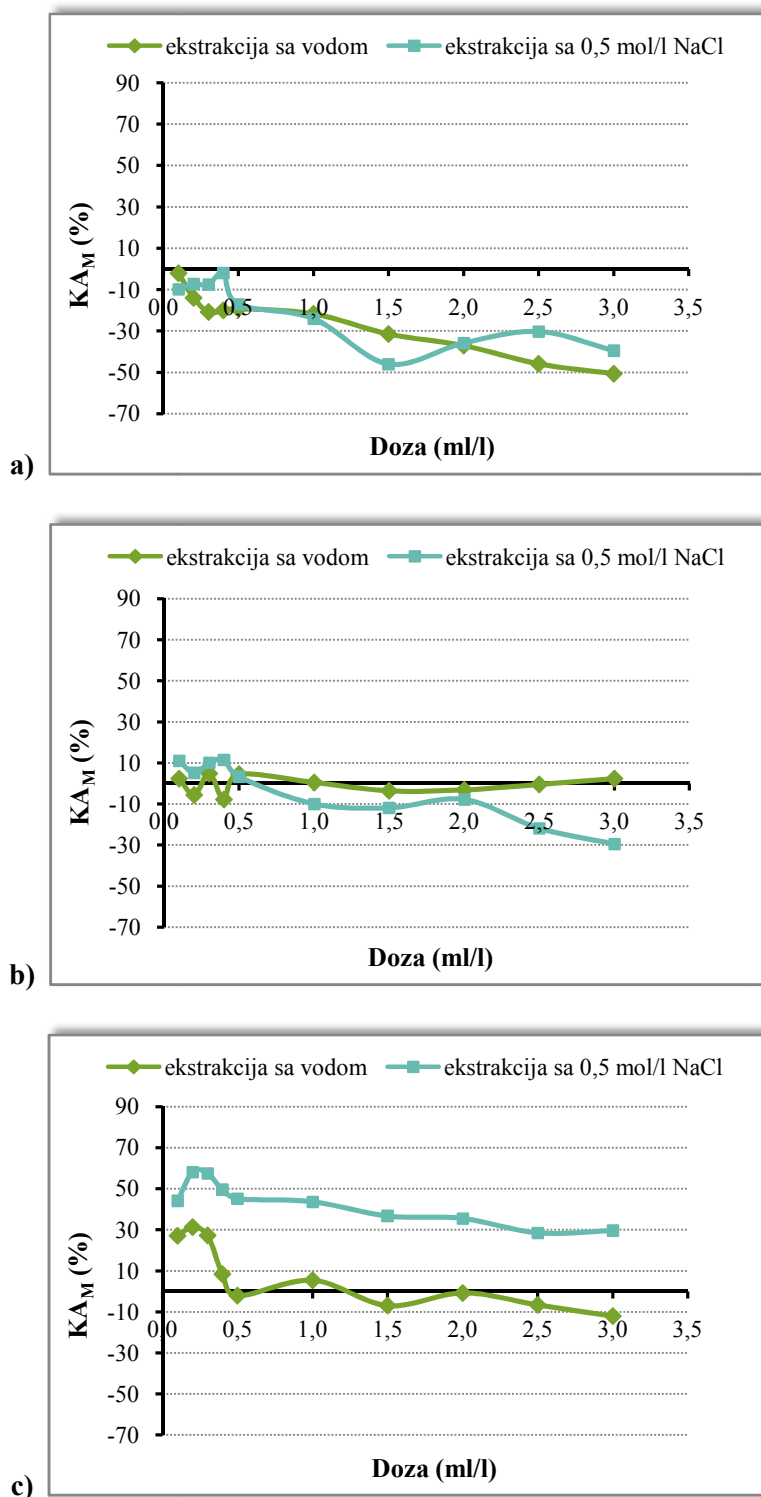 ekstrakcija sa vodom ekstrakcija sa 0,5 mol/l NaCl
90
70
50
30
10
-10
-30
-50
-70
KA_M (%)
0,0 0,5 1,0 1,5 2,0 2,5 3,0 3,5
Doza (ml/l)
a)
ekstrakcija sa vodom ekstrakcija sa 0,5 mol/l NaCl
90
70
50
30
10
-10
-30
-50
-70
KA_M (%)
0,0 0,5 1,0 1,5 2,0 2,5 3,0 3,5
Doza (ml/l)
b)
ekstrakcija sa vodom ekstrakcija sa 0,5 mol/l NaCl
90
70
50
30
10
-10
-30
-50
-70
KA_M (%)
0,0 0,5 1,0 1,5 2,0 2,5 3,0 3,5
Doza (ml/l)
c)